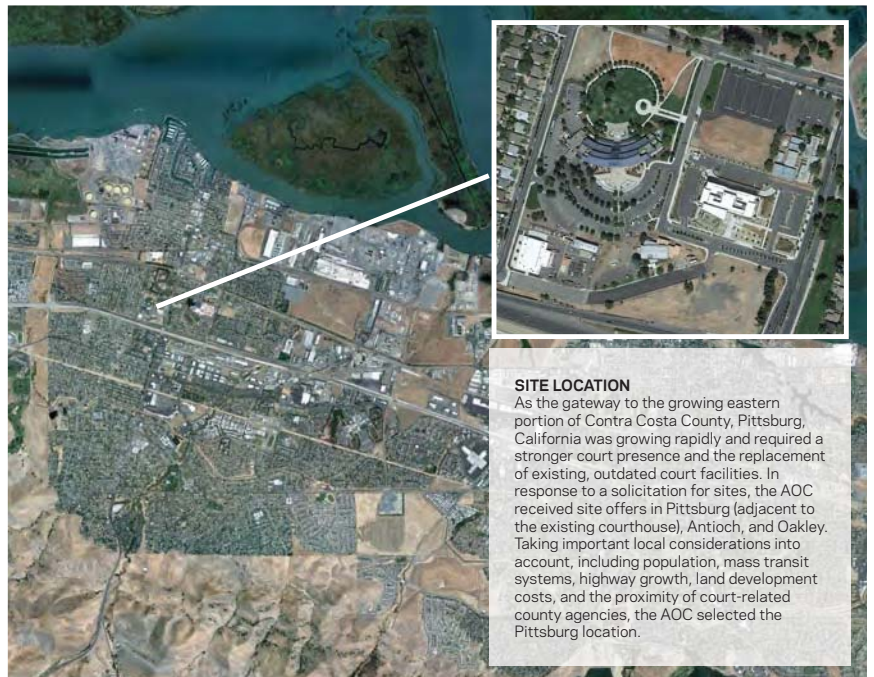 SITE LOCATION
As the gateway to the growing eastern
portion of Contra Costa County, Pittsburg,
California was growing rapidly and required a
stronger court presence and the replacement
of existing, outdated court facilities. In
response to a solicitation for sites, the AOC
received site offers in Pittsburg (adjacent to
the existing courthouse), Antioch, and Oakley.
Taking important local considerations into
account, including population, mass transit
systems, highway growth, land development
costs, and the proximity of court-related
county agencies, the AOC selected the
Pittsburg location.